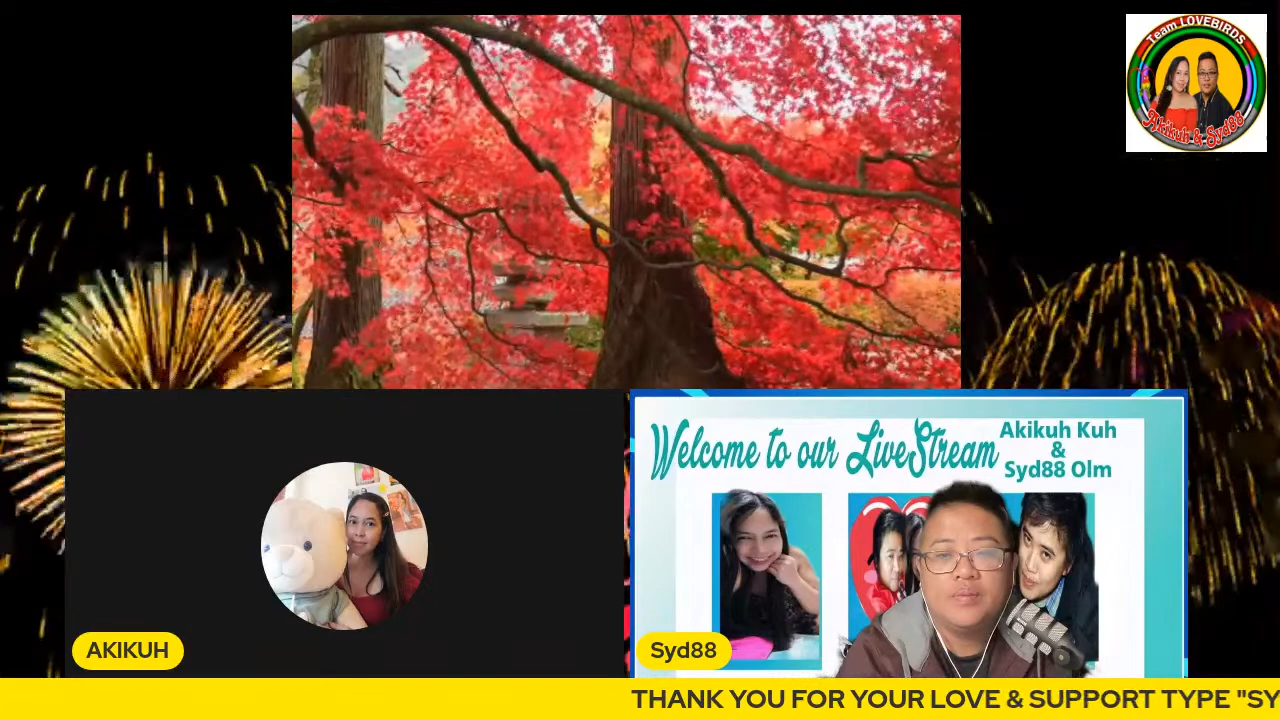 Team LOVEBIRDS
Akikuh & Syd88
Welcome to our LiveStream
Akikuh Kuh
&
Syd88 Olm
AKIKUH
Syd88
THANK YOU FOR YOUR LOVE & SUPPORT TYPE "SY